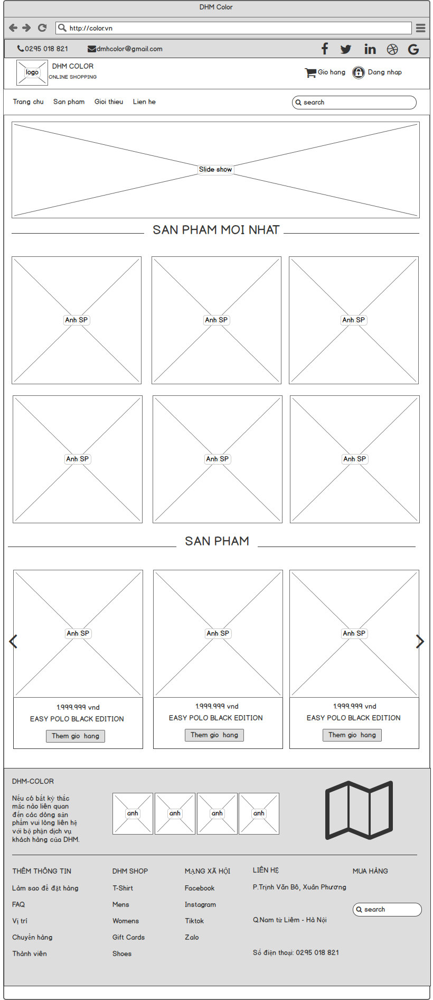 DHM Color
http://color.vn
0295 018 821
dmhcolor@gmail.com
logo
DHM COLOR
ONLINE SHOPPING
Gio hang
Dang nhap
Trang chu
San pham
Gioi thieu
Lien he
search
Slide show
SAN PHAM MOI NHAT
Anh SP
Anh SP
Anh SP
Anh SP
Anh SP
Anh SP
SAN PHAM
Anh SP
Anh SP
Anh SP
1.999.999 vnd
EASY POLO BLACK EDITION
Them gio hang
1.999.999 vnd
EASY POLO BLACK EDITION
Them gio hang
1.999.999 vnd
EASY POLO BLACK EDITION
Them gio hang
DHM-COLOR
Nếu cô bất kỳ thắc
mắc nào liên quan
đến các dòng sản
phẩm vui lòng liên hệ
với bộ phận dịch vụ
khách hàng của DHM.
anh
anh
anh
anh
THÊM THÔNG TIN
Làm sao để đặt hàng
FAQ
Vị trí
Chuyển hàng
Thành viên
DHM SHOP
T-Shirt
Mens
Womens
Gift Cards
Shoes
MẠNG XÃ HỘI
Facebook
Instagram
Tiktok
Zalo
LIÊN HỆ
P.Trịnh Văn Bô, Xuân Phương
Q.Nam từ Liêm - Hà Nội
Số điện thoại: 0295 018 821
MUA HÀNG
search